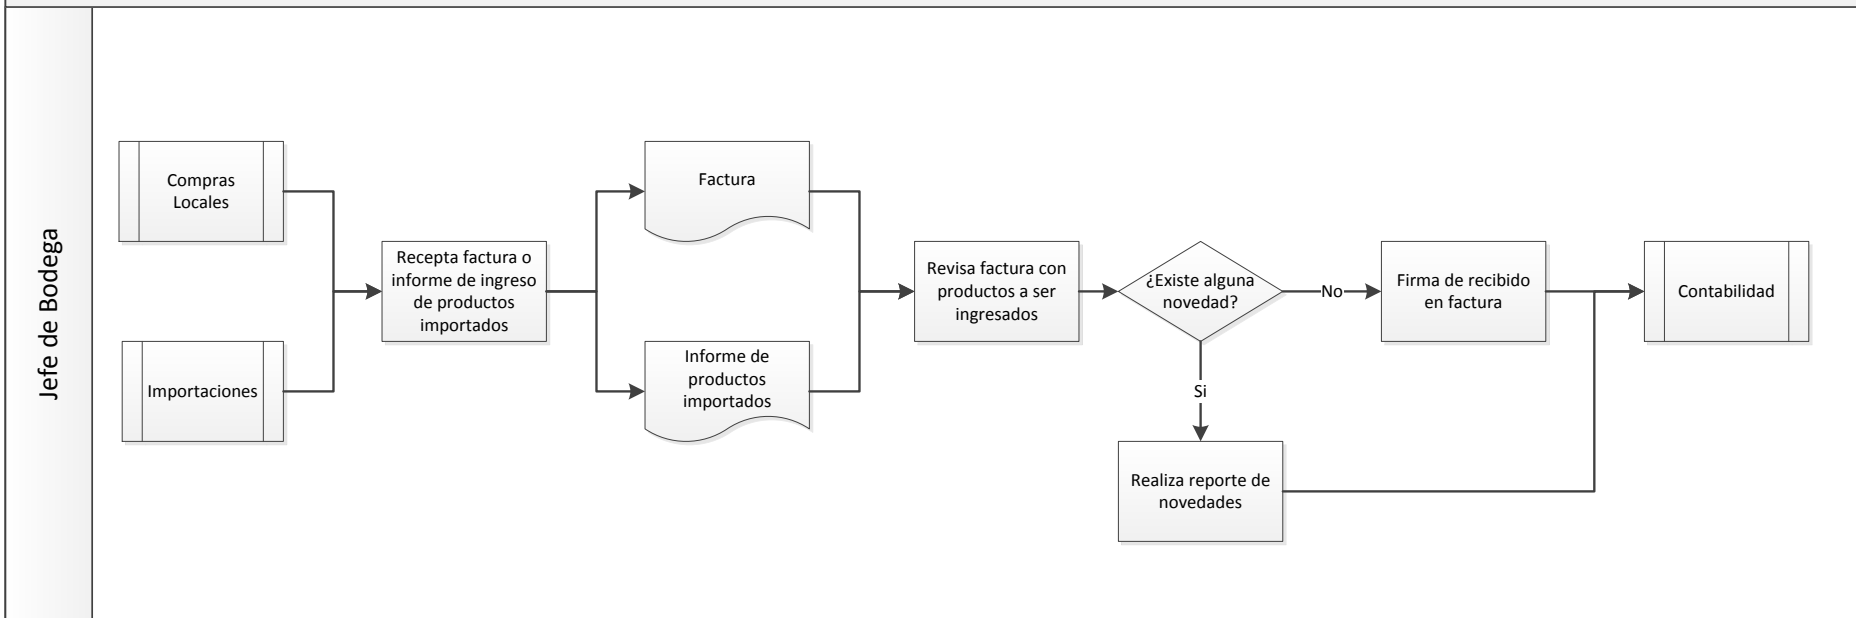 Jefe de Bodega
Compras
Locales
Importaciones
Recepta factura o
informe de ingreso
de productos
importados
Factura
Informe de
productos
importados
Revisa factura con
productos a ser
ingresados
¿Existe alguna
novedad?
No
Si
Realiza reporte de
novedades
Firma de recibido
en factura
Contabilidad